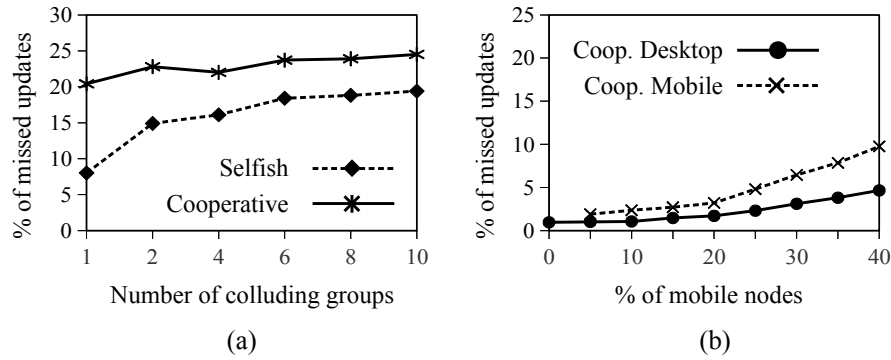 % of missed updates
30
25
20
15
10
5
0
Selfish
Cooperative
1 2 4 6 8 10
Number of colluding groups
(a)
% of missed updates
25
20
15
10
5
0
Coop. Desktop
Coop. Mobile
0 10 20 30 40
% of mobile nodes
(b)